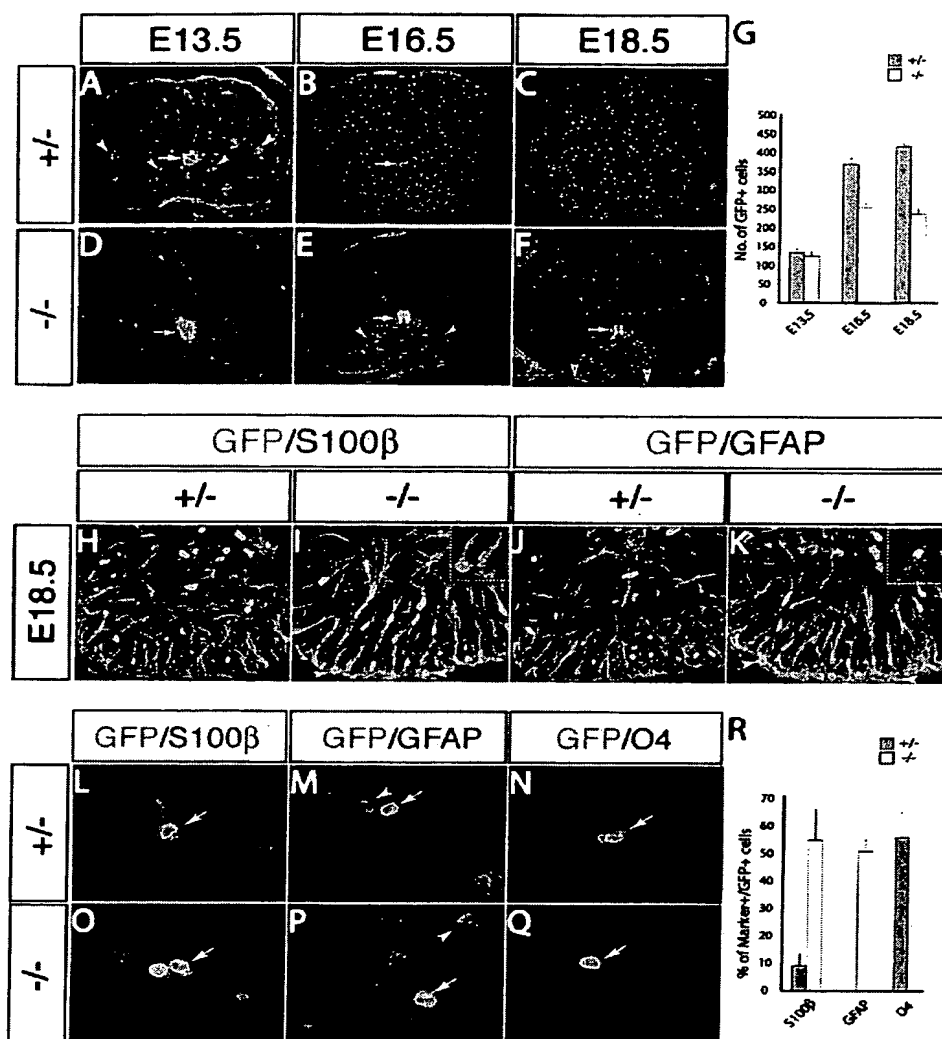 E13.5 E16.5 E18.5
G
+/-
-/-
A B C
+/-
D E F
-/-
No. of GFP+ cells
500
450
400
350
300
250
200
150
100
50
0
E13.5 E16.5 E18.5
GFP/S100β GFP/GFAP
+/- -/- +/- -/-
E18.5
H I J K
GFP/S100β GFP/GFAP GFP/O4
R
+/-
-/-
L M N
+/-
O P Q
-/-
% of Marker+/GFP+ cells
70
60
50
40
30
20
10
0
S100β GFAP O4